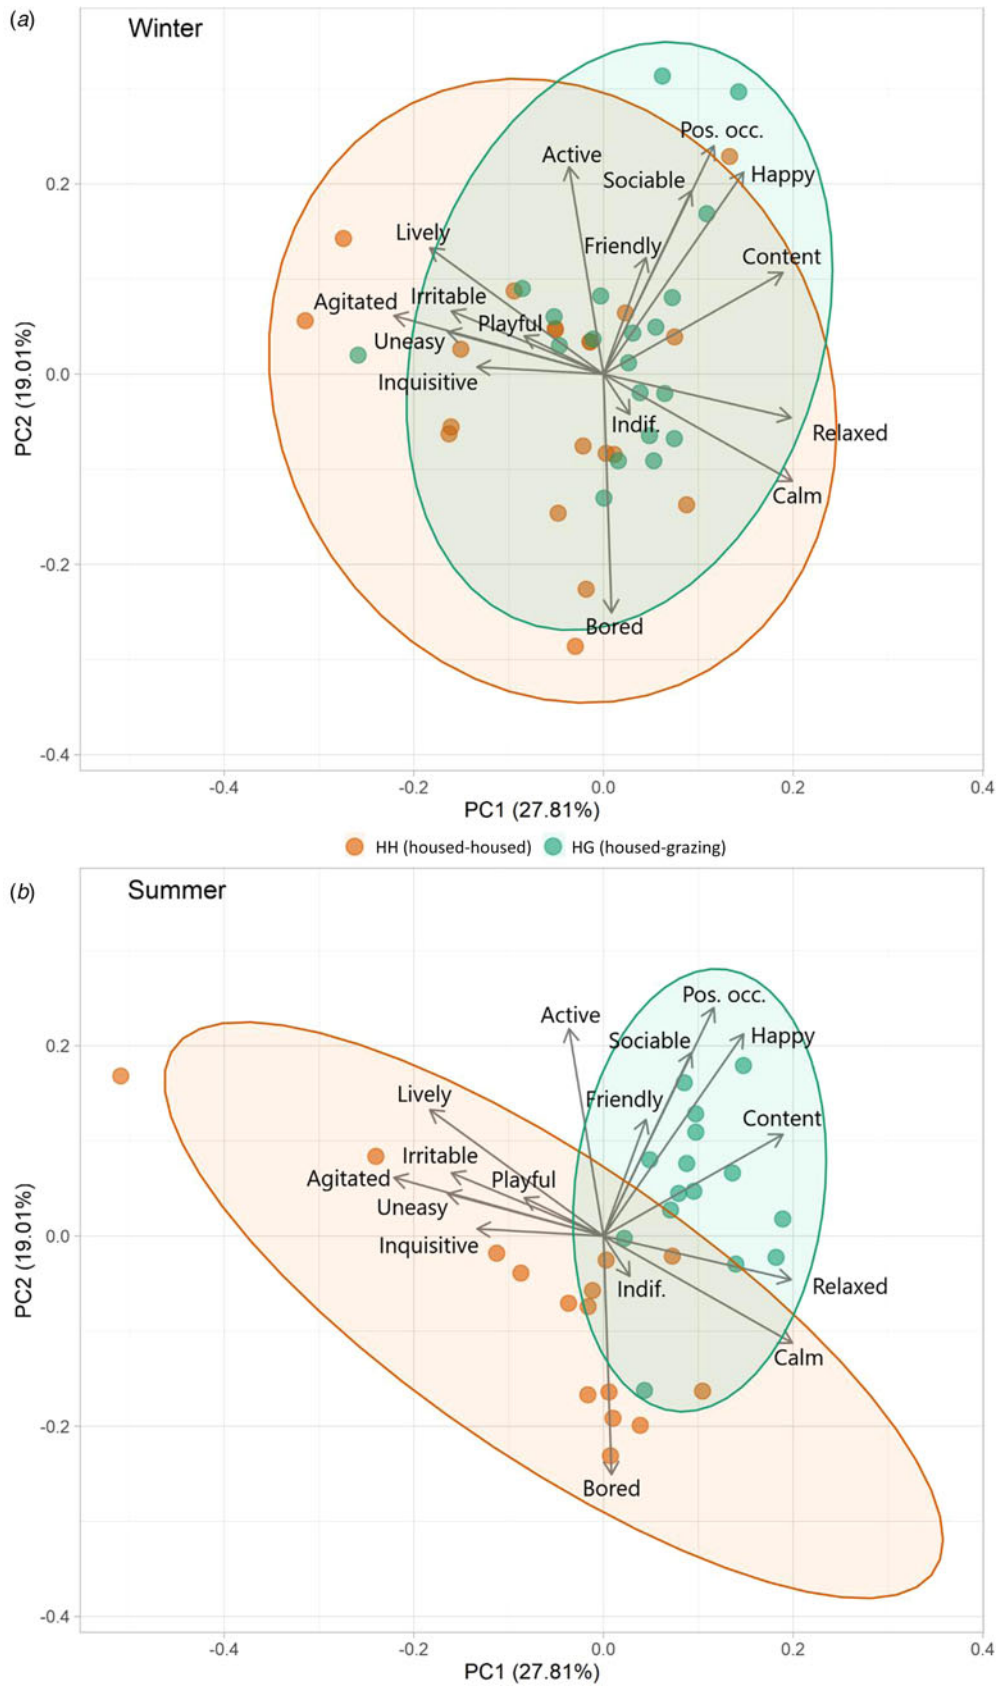 (a)
Winter
Pos. occ.
Active
Sociable
Happy
0.2
Lively
Friendly
Content
Agitated
Irritable
Playful
Uneasy
Inquisitive
0.0
PC2 (19.01%)
Indif.
Relaxed
Calm
-0.2
Bored
-0.4
-0.4 -0.2 0.0 0.2 0.4
PC1 (27.81%)
HH (housed-housed) HG (housed-grazing)
(b)
Summer
Pos. occ.
Active
Sociable
Happy
0.2
Lively
Friendly
Content
Irritable
Agitated
Playful
Uneasy
Inquisitive
0.0
PC2 (19.01%)
Indif.
Relaxed
Calm
-0.2
Bored
-0.4
-0.4 -0.2 0.0 0.2 0.4
PC1 (27.81%)